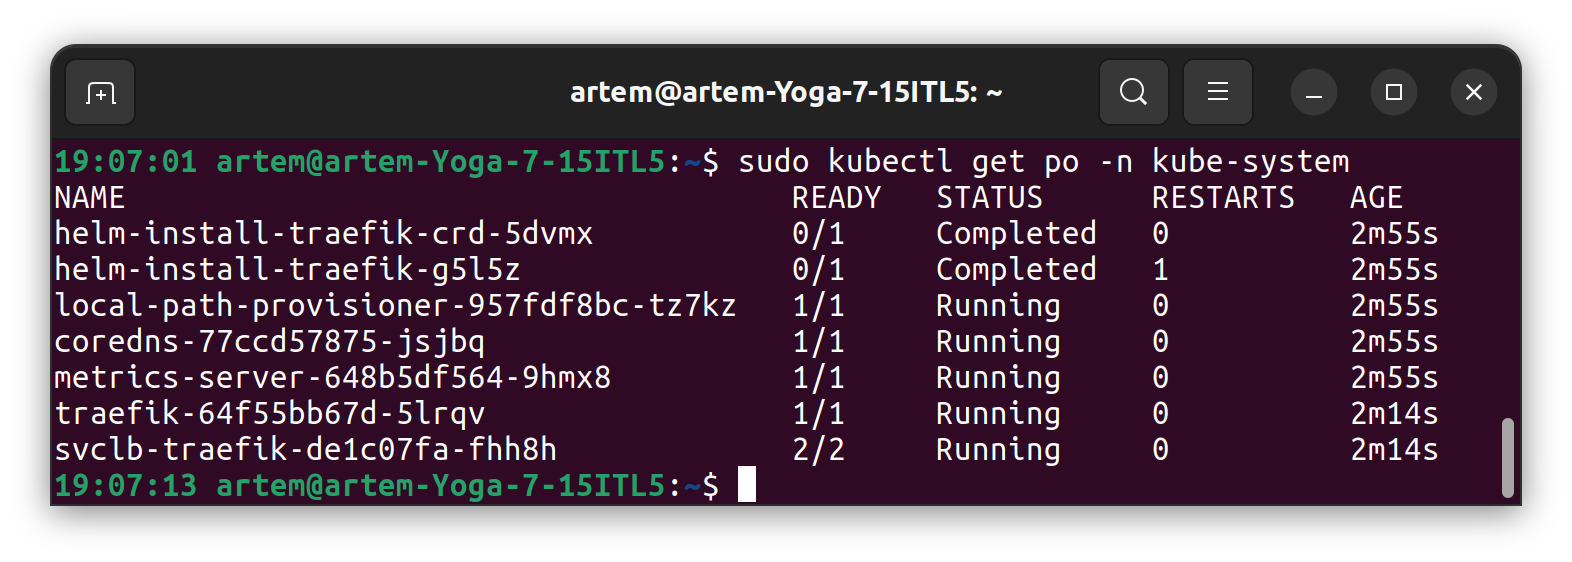 artem@artem-Yoga-7-15ITL5: ~
19:07:01 artem@artem-Yoga-7-15ITL5:~$ sudo kubectl get po -n kube-system
NAME                                     READY   STATUS      RESTARTS   AGE
helm-install-traefik-crd-5dvmx           0/1     Completed   0          2m55s
helm-install-traefik-g5l5z               0/1     Completed   1          2m55s
local-path-provisioner-957fdf8bc-tz7kz   1/1     Running     0          2m55s
coredns-77ccd57875-jsjbq                 1/1     Running     0          2m55s
metrics-server-648b5df564-9hmx8          1/1     Running     0          2m55s
traefik-64f55bb67d-5lrqv                 1/1     Running     0          2m14s
svclb-traefik-de1c07fa-fhh8h             2/2     Running     0          2m14s
19:07:13 artem@artem-Yoga-7-15ITL5:~$